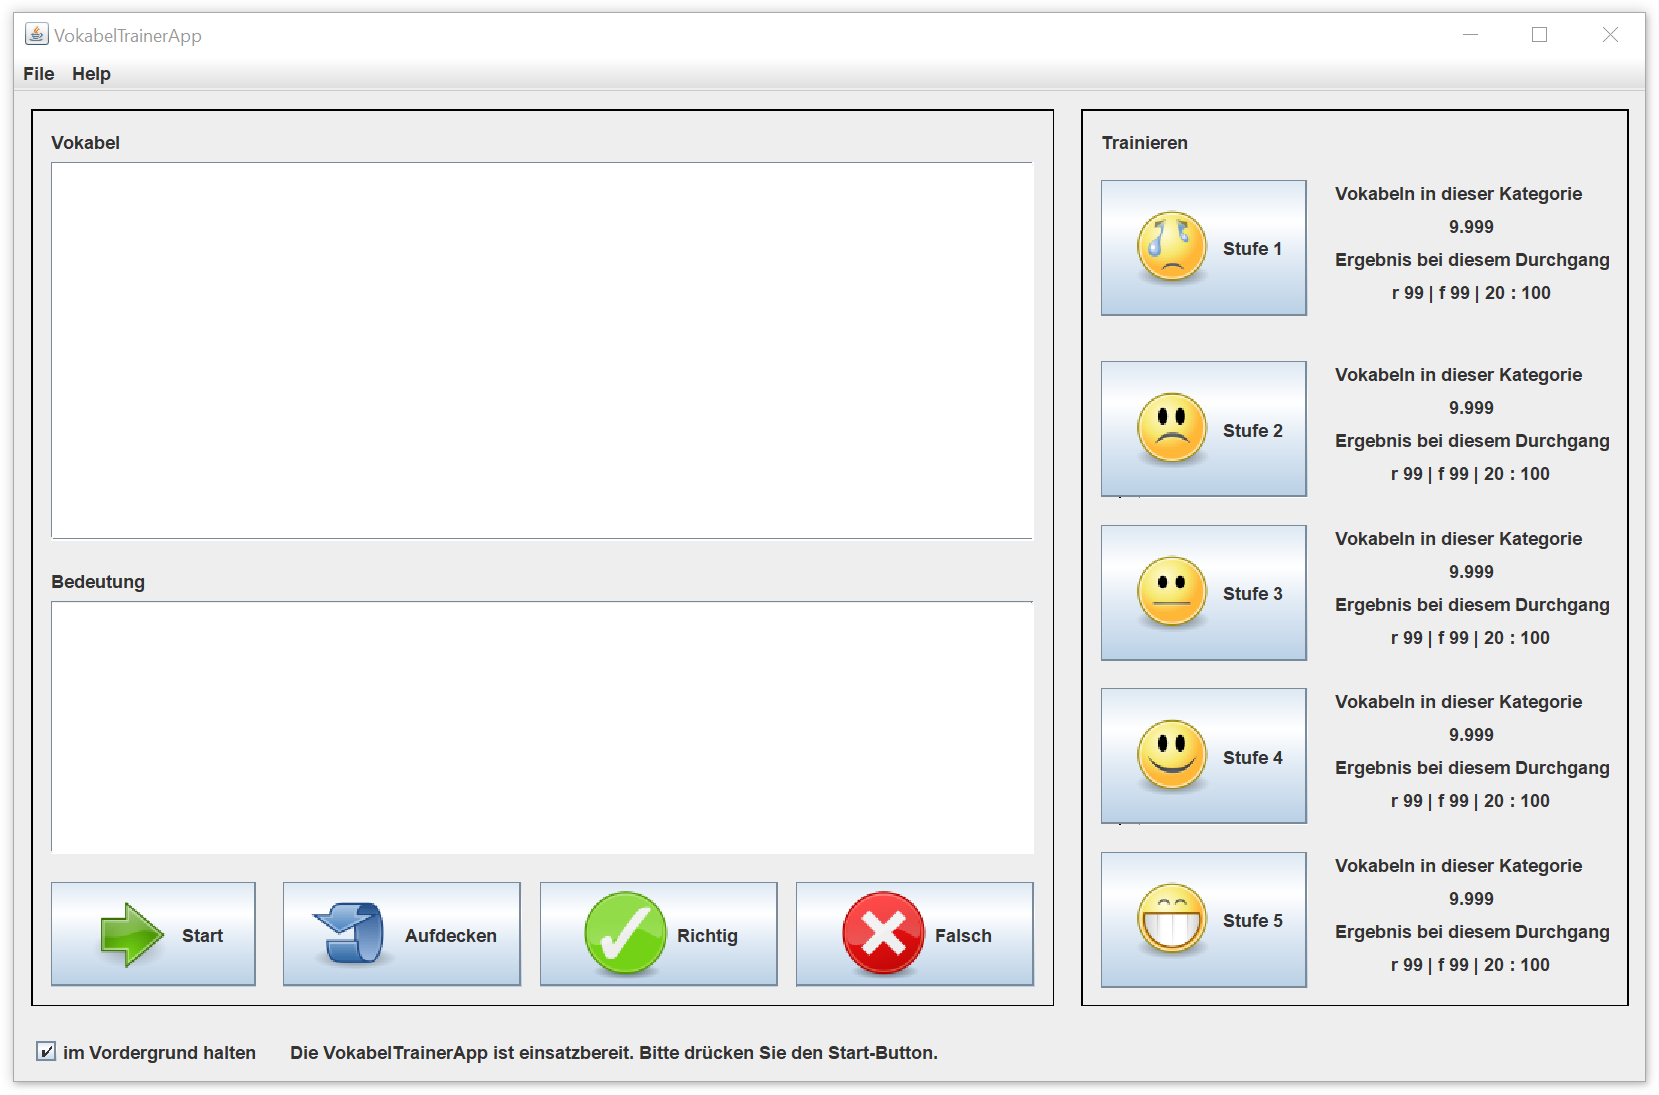 VokabelTrainerApp
File Help
Vokabel
Bedeutung
Start Aufdecken Richtig Falsch
Trainieren
Stufe 1
Vokabeln in dieser Kategorie
9.999
Ergebnis bei diesem Durchgang
r 99 | f 99 | 20 : 100
Stufe 2
Vokabeln in dieser Kategorie
9.999
Ergebnis bei diesem Durchgang
r 99 | f 99 | 20 : 100
Stufe 3
Vokabeln in dieser Kategorie
9.999
Ergebnis bei diesem Durchgang
r 99 | f 99 | 20 : 100
Stufe 4
Vokabeln in dieser Kategorie
9.999
Ergebnis bei diesem Durchgang
r 99 | f 99 | 20 : 100
Stufe 5
Vokabeln in dieser Kategorie
9.999
Ergebnis bei diesem Durchgang
r 99 | f 99 | 20 : 100
im Vordergrund halten Die VokabelTrainerApp ist einsatzbereit. Bitte drücken Sie den Start-Button.